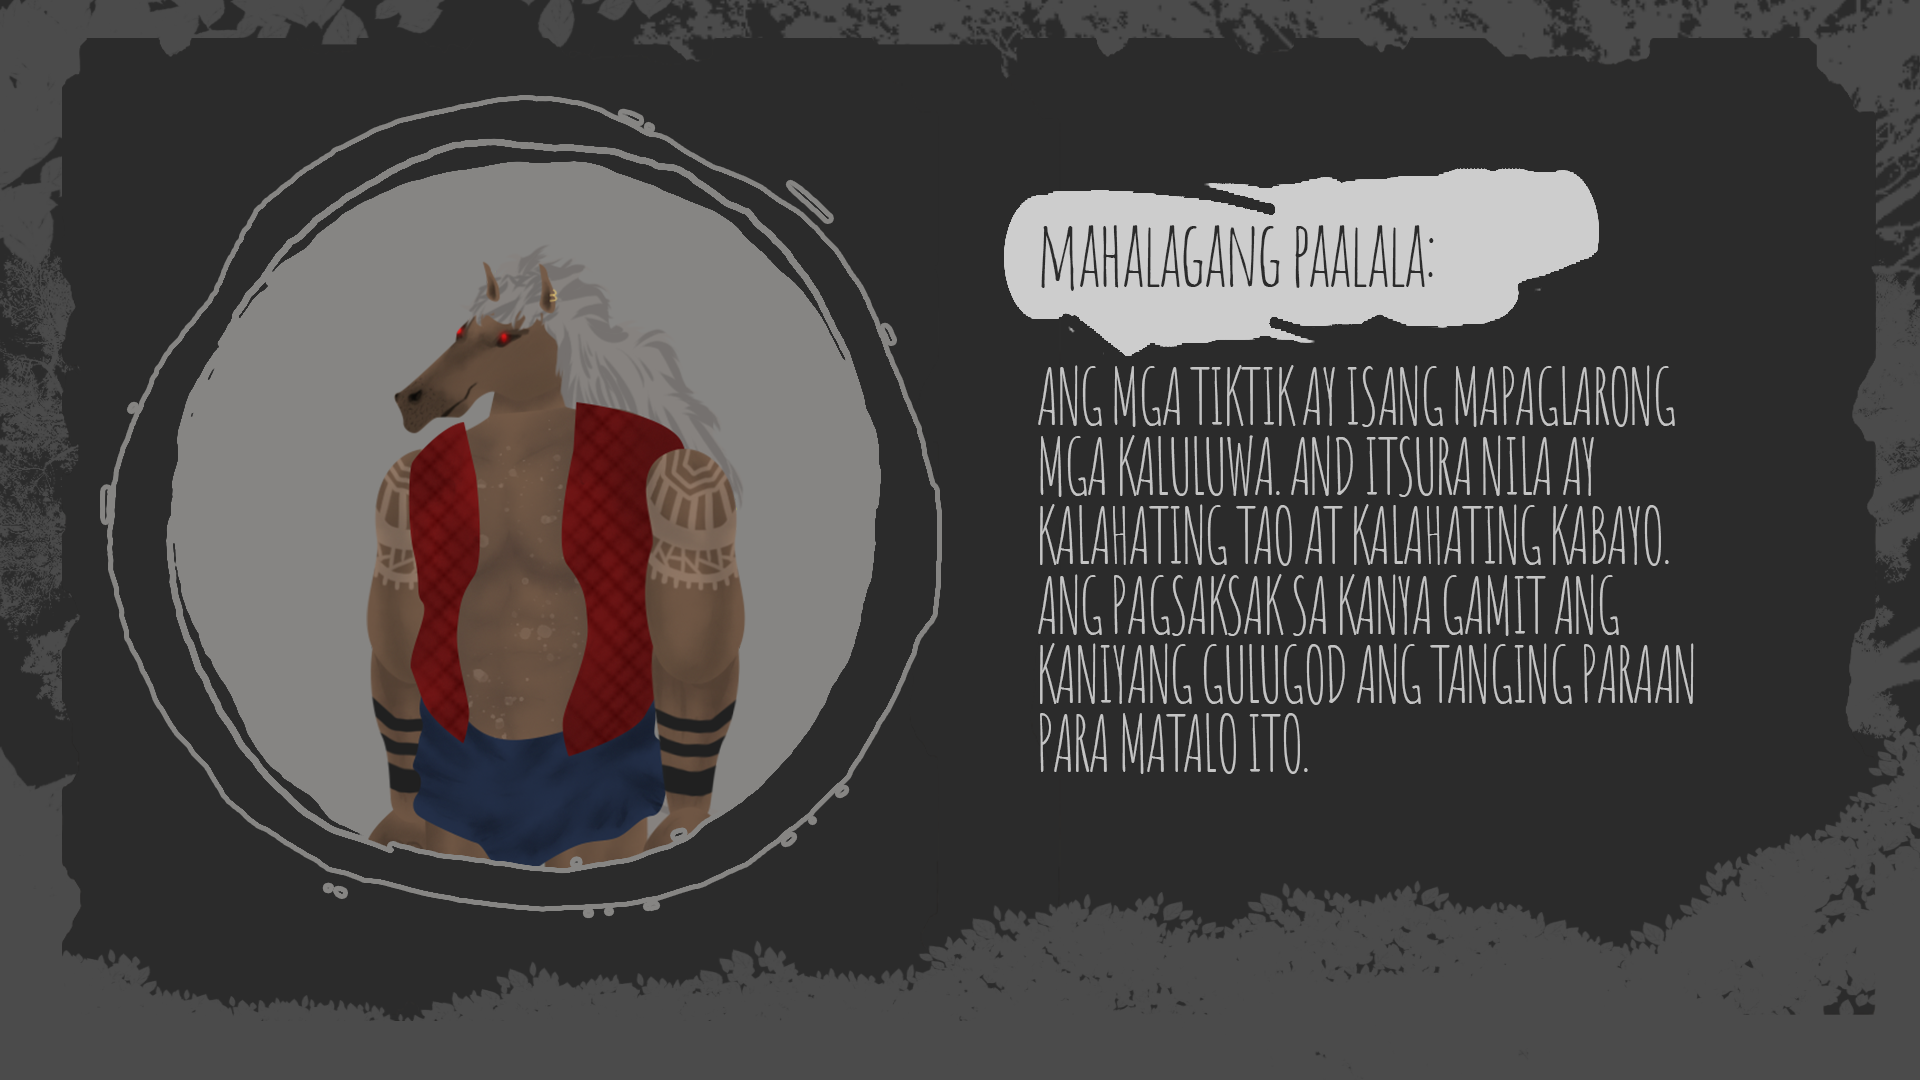 MAHALAGANG PAALALA:
ANG MGA TIKTIK AY ISANG MAPAGLARONG
MGA KALULUWA. AND ITSURA NILA AY
KALAHATING TAO AT KALAHATING KABAYO.
ANG PAGSAKSAK SA KANYA GAMIT ANG
KANIYANG GULUGOD ANG TANGING PARAAN
PARA MATALO ITO.